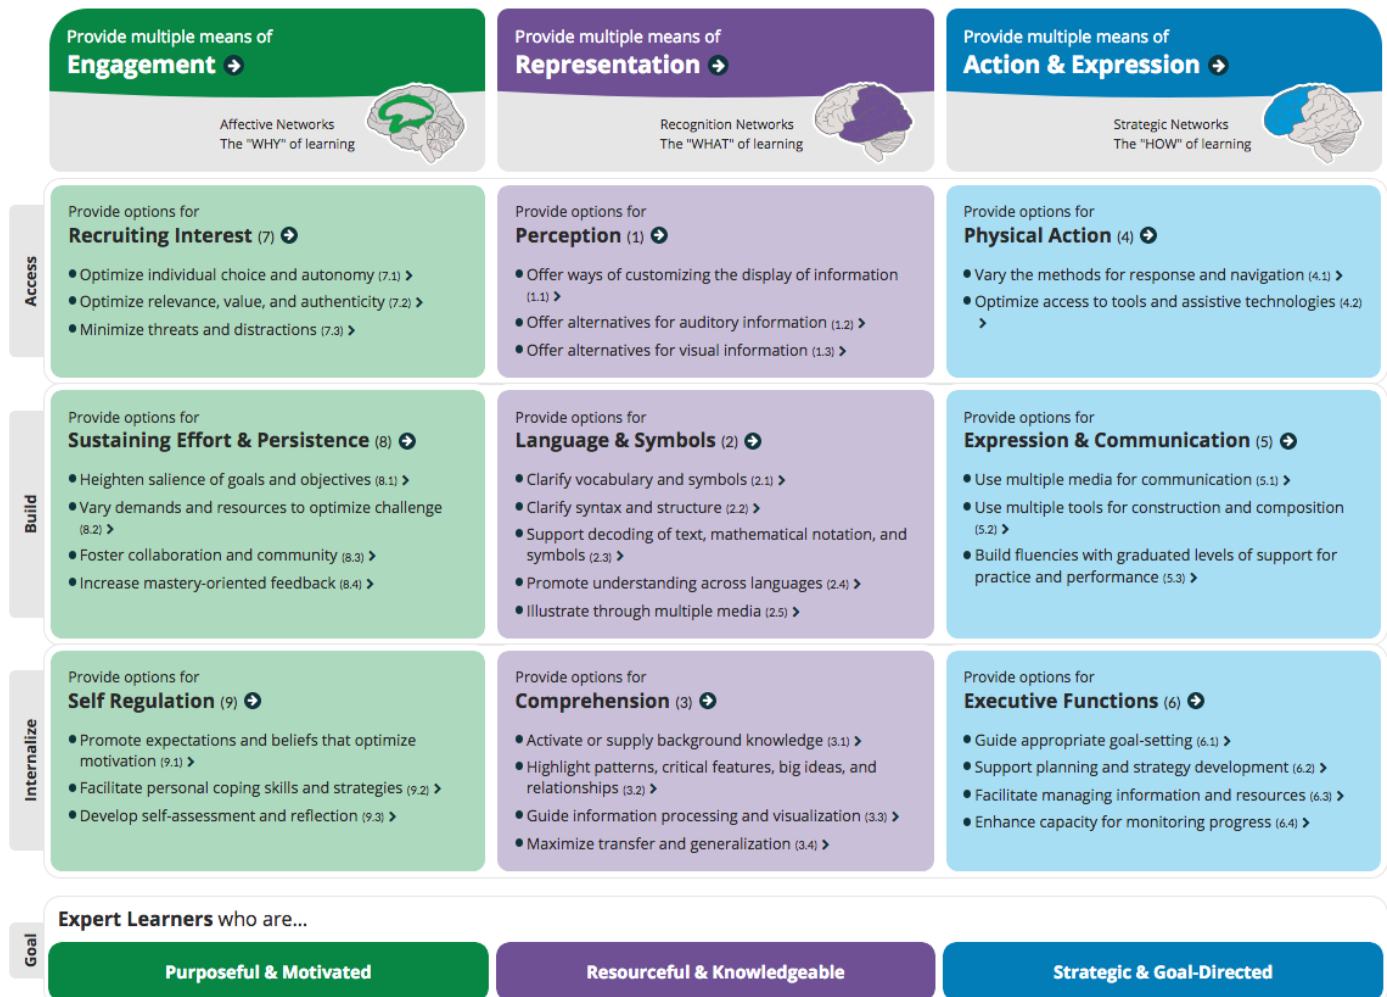 Provide multiple means of
Engagement
Affective Networks
The "WHY" of learning
Provide multiple means of
Representation
Recognition Networks
The "WHAT" of learning
Provide multiple means of
Action & Expression
Strategic Networks
The "HOW" of learning
Access
Provide options for
Recruiting Interest (7)
• Optimize individual choice and autonomy (7.1)
• Optimize relevance, value, and authenticity (7.2)
• Minimize threats and distractions (7.3)
Provide options for
Perception (1)
• Offer ways of customizing the display of information
(1.1)
• Offer alternatives for auditory information (1.2)
• Offer alternatives for visual information (1.3)
Provide options for
Physical Action (4)
• Vary the methods for response and navigation (4.1)
• Optimize access to tools and assistive technologies (4.2)
Build
Provide options for
Sustaining Effort & Persistence (8)
• Heighten salience of goals and objectives (8.1)
• Vary demands and resources to optimize challenge
(8.2)
• Foster collaboration and community (8.3)
• Increase mastery-oriented feedback (8.4)
Provide options for
Language & Symbols (2)
• Clarify vocabulary and symbols (2.1)
• Clarify syntax and structure (2.2)
• Support decoding of text, mathematical notation, and
symbols (2.3)
• Promote understanding across languages (2.4)
• Illustrate through multiple media (2.5)
Provide options for
Expression & Communication (5)
• Use multiple media for communication (5.1)
• Use multiple tools for construction and composition
(5.2)
• Build fluencies with graduated levels of support for
practice and performance (5.3)
Internalize
Provide options for
Self Regulation (9)
• Promote expectations and beliefs that optimize
motivation (9.1)
• Facilitate personal coping skills and strategies (9.2)
• Develop self-assessment and reflection (9.3)
Provide options for
Comprehension (3)
• Activate or supply background knowledge (3.1)
• Highlight patterns, critical features, big ideas, and
relationships (3.2)
• Guide information processing and visualization (3.3)
• Maximize transfer and generalization (3.4)
Provide options for
Executive Functions (6)
• Guide appropriate goal-setting (6.1)
• Support planning and strategy development (6.2)
• Facilitate managing information and resources (6.3)
• Enhance capacity for monitoring progress (6.4)
Goal
Expert Learners who are...
Purposeful & Motivated
Resourceful & Knowledgeable
Strategic & Goal-Directed